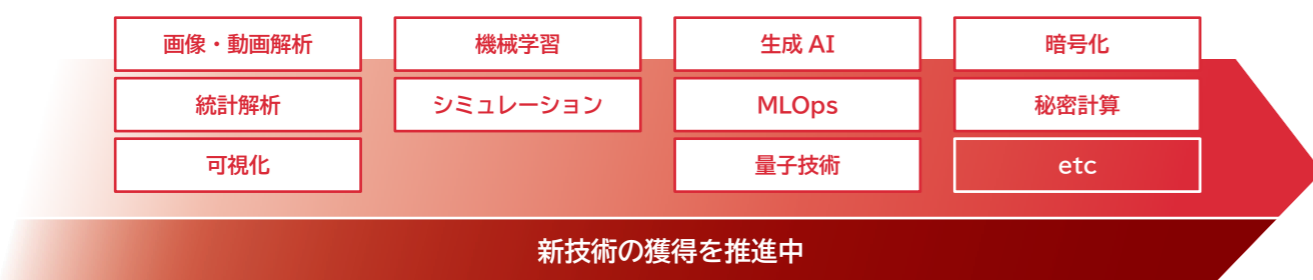 画像・動画解析
統計解析
可視化
機械学習
シミュレーション
生成 AI
MLOps
量子技術
暗号化
秘密計算
etc
新技術の獲得を推進中